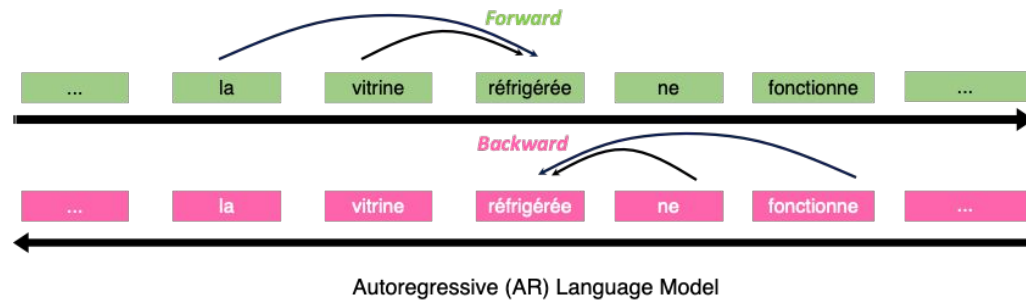 Forward
... la vitrine réfrigérée ne fonctionne ...
Backward
... la vitrine réfrigérée ne fonctionne ...
Autoregressive (AR) Language Model